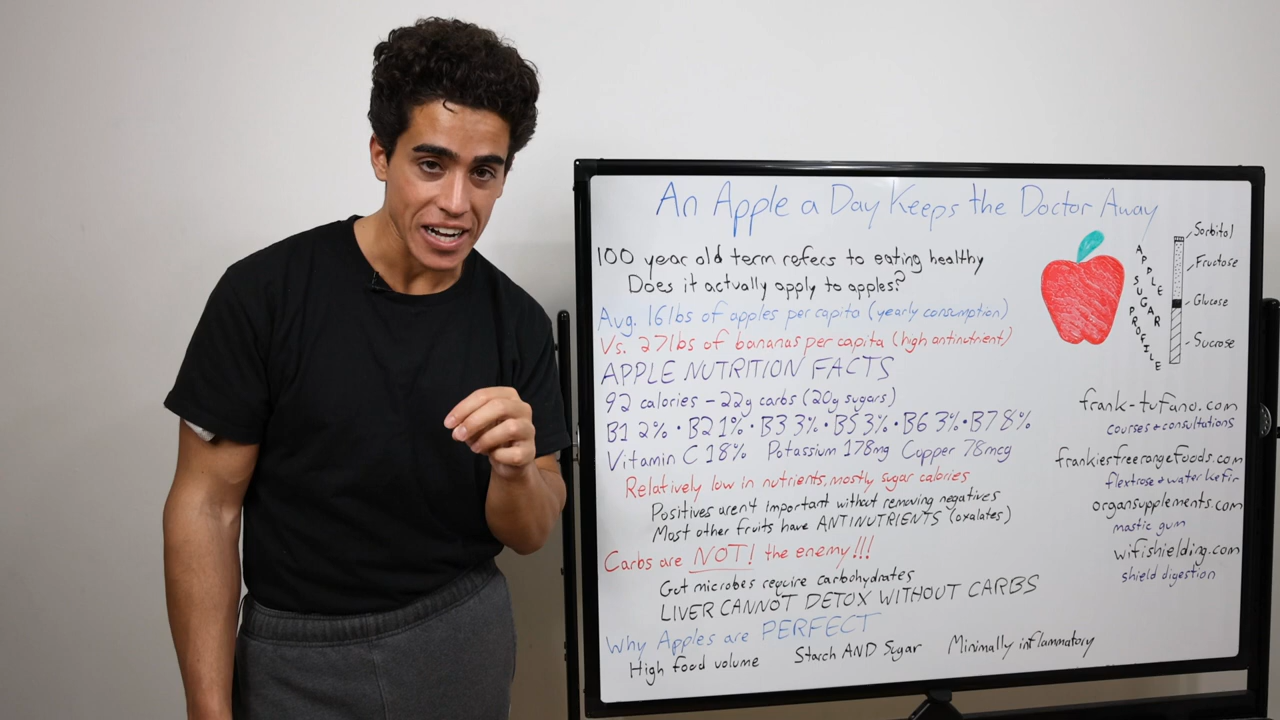 An Apple a Day Keeps the Doctor Away
100 year old term refers to eating healthy
Does it actually apply to apples?
Avg. 16lbs of apples per capita (yearly consumption)
Vs. 27lbs of bananas per capita (high antinutrient)
APPLE NUTRITION FACTS
92 calories - 22g carbs (20g sugars)
B1 2% · B2 1% · B3 3% · B5 3% · B6 3% · B7 8%
Vitamin C 18% Potassium 178mg Copper 78mcg
Relatively low in nutrients, mostly sugar calories
Positives aren't important without removing negatives
Most other fruits have ANTINUTRIENTS (oxalates)
Carbs are NOT! the enemy!!!
Gut microbes require carbohydrates
LIVER CANNOT DETOX WITHOUT CARBS
Why Apples are PERFECT
High food volume Starch AND Sugar Minimally inflammatory
APPLE
SUGAR
PROFILE
Sorbitol
Fructose
Glucose
Sucrose
frank-tufano.com
courses + consultations
frankiesfreerangefoods.com
flextrose + water kefir
organsupplements.com
mastic gum
wifishielding.com
shield digestion